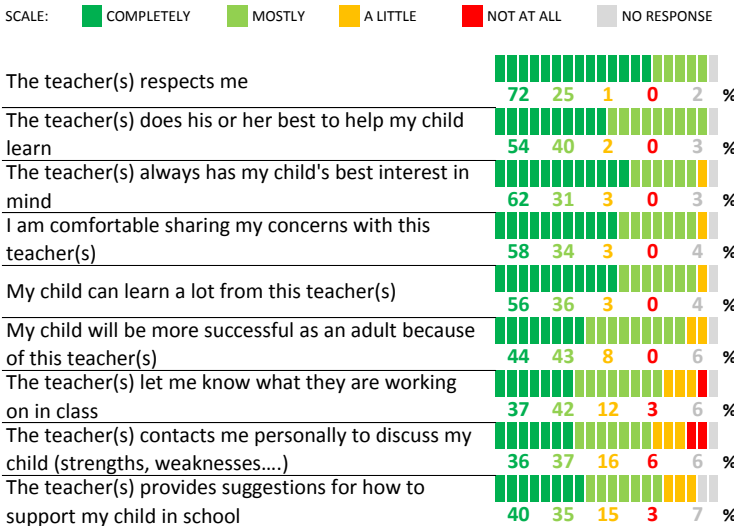 SCALE: COMPLETELY MOSTLY A LITTLE NOT AT ALL NO RESPONSE
The teacher(s) respects me
72 25 1 0 2 %
The teacher(s) does his or her best to help my child
learn
54 40 2 0 3 %
The teacher(s) always has my child's best interest in
mind
62 31 3 0 3 %
I am comfortable sharing my concerns with this
teacher(s)
58 34 3 0 4 %
My child can learn a lot from this teacher(s)
56 36 3 0 4 %
My child will be more successful as an adult because
of this teacher(s)
44 43 8 0 6 %
The teacher(s) let me know what they are working
on in class
37 42 12 3 6 %
The teacher(s) contacts me personally to discuss my
child (strengths, weaknesses....)
36 37 16 6 6 %
The teacher(s) provides suggestions for how to
support my child in school
40 35 15 3 7 %